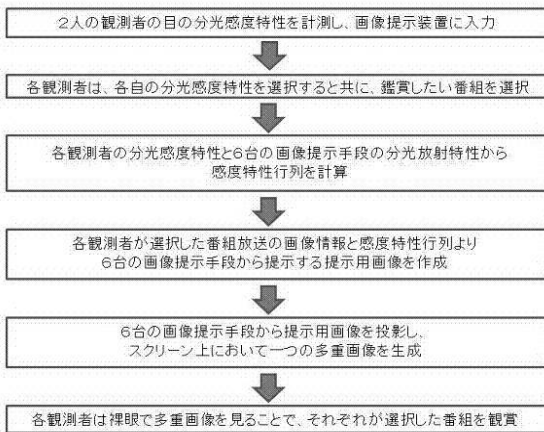 2人の観測者の目の分光感度特性を計測し、画像提示装置に入力
各観測者は、各自の分光感度特性を選択すると共に、鑑賞したい番組を選択
各観測者の分光感度特性と6台の画像提示手段の分光放射特性から
感度特性行列を計算
各観測者が選択した番組放送の画像情報と感度特性行列より
6台の画像提示手段から提示する提示用画像を作成
6台の画像提示手段から提示用画像を投影し、
スクリーン上において一つの多重画像を生成
各観測者は裸眼で多重画像を見ることで、それぞれが選択した番組を観賞